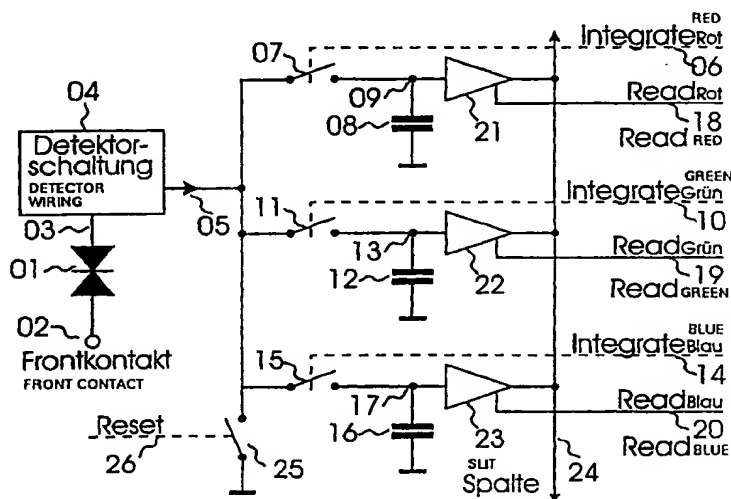 RED
07
Integrate Rot
04
09
06
Read Rot
08
21
18
Detektor-
schaltung
DETECTOR
WIRING
Read RED
GREEN
11
Integrate Grün
03
05
13
10
01
Read Grün
12
22
19
02
Read GREEN
BLUE
15
Integrate Blau
Frontkontakt
FRONT CONTACT
17
14
Read Blau
Reset
16
23
20
26
25
SLIT
Spalte
24
Read BLUE